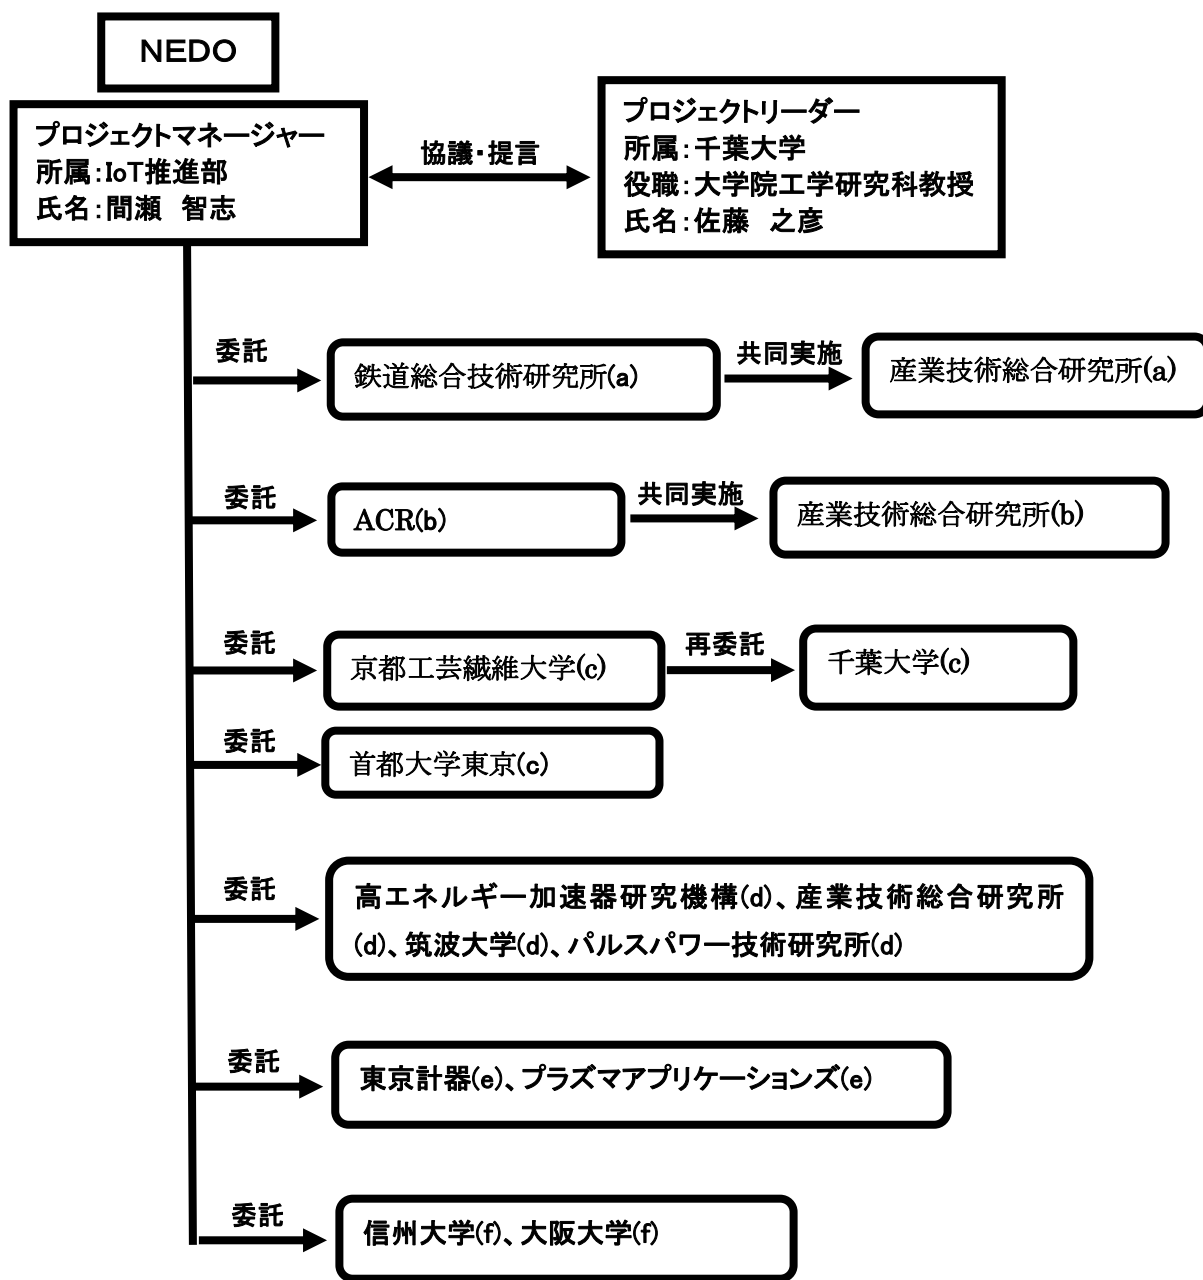 NEDO
プロジェクトマネージャー
所属：IoT推進部
氏名：間瀬　智志
協議・提言
プロジェクトリーダー
所属：千葉大学
役職：大学院工学研究科教授
氏名：佐藤　之彦
委託
鉄道総合技術研究所(a)
共同実施
産業技術総合研究所(a)
委託
ACR(b)
共同実施
産業技術総合研究所(b)
委託
京都工芸繊維大学(c)
再委託
千葉大学(c)
委託
首都大学東京(c)
委託
高エネルギー加速器研究機構(d)、産業技術総合研究所
(d)、筑波大学(d)、パルスパワー技術研究所(d)
委託
東京計器(e)、プラズマアプリケーションズ(e)
委託
信州大学(f)、大阪大学(f)